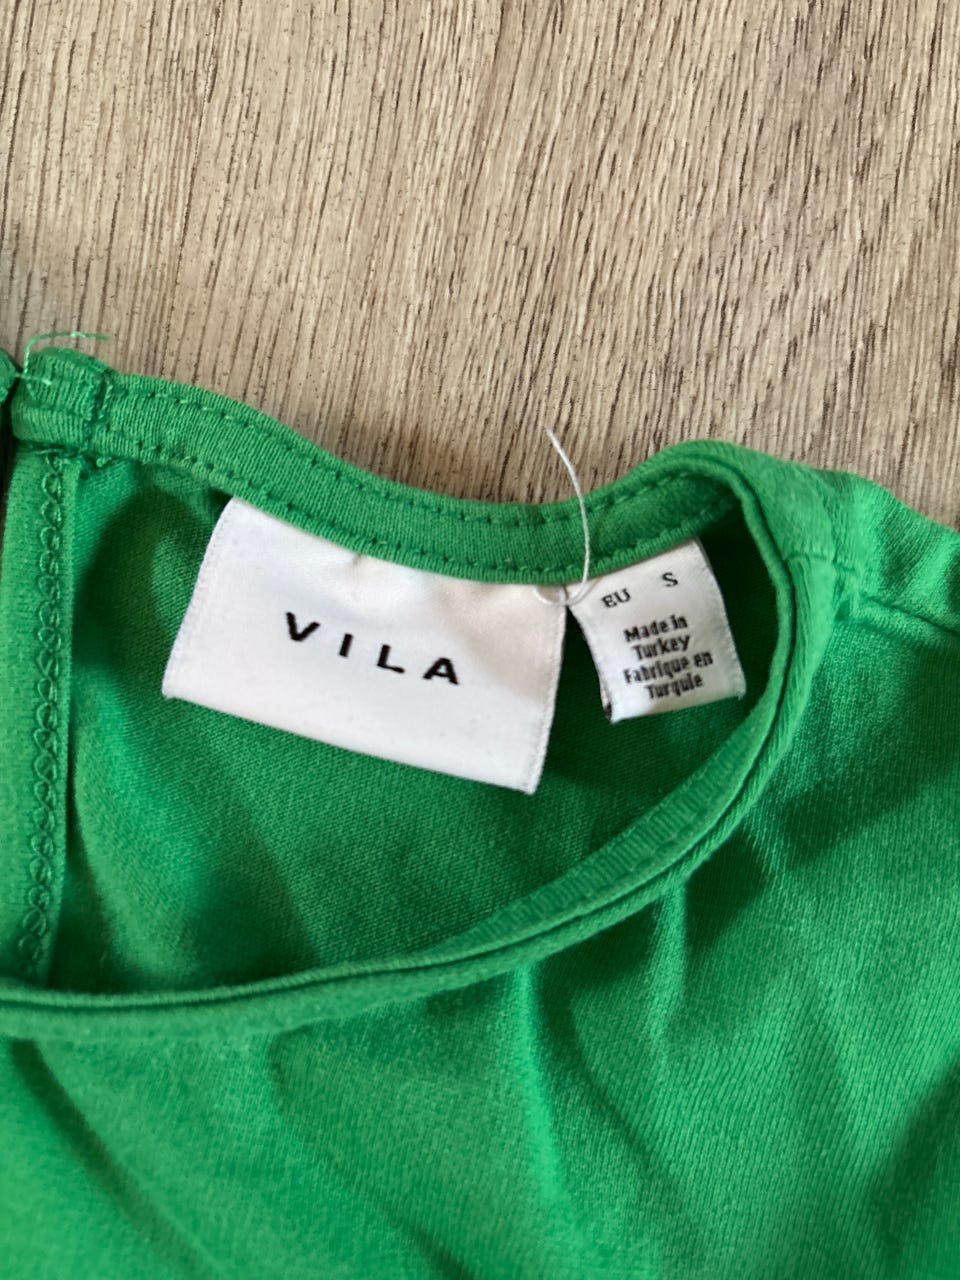 VILA
EU S
Made in
Turkey
Fabrique en
Turquie